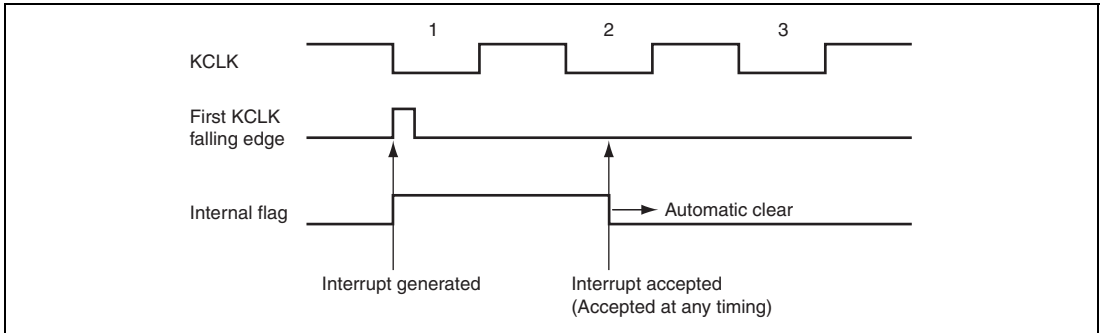 1 2 3
KCLK
First KCLK
falling edge
Internal flag
Automatic clear
Interrupt generated
Interrupt accepted
(Accepted at any timing)